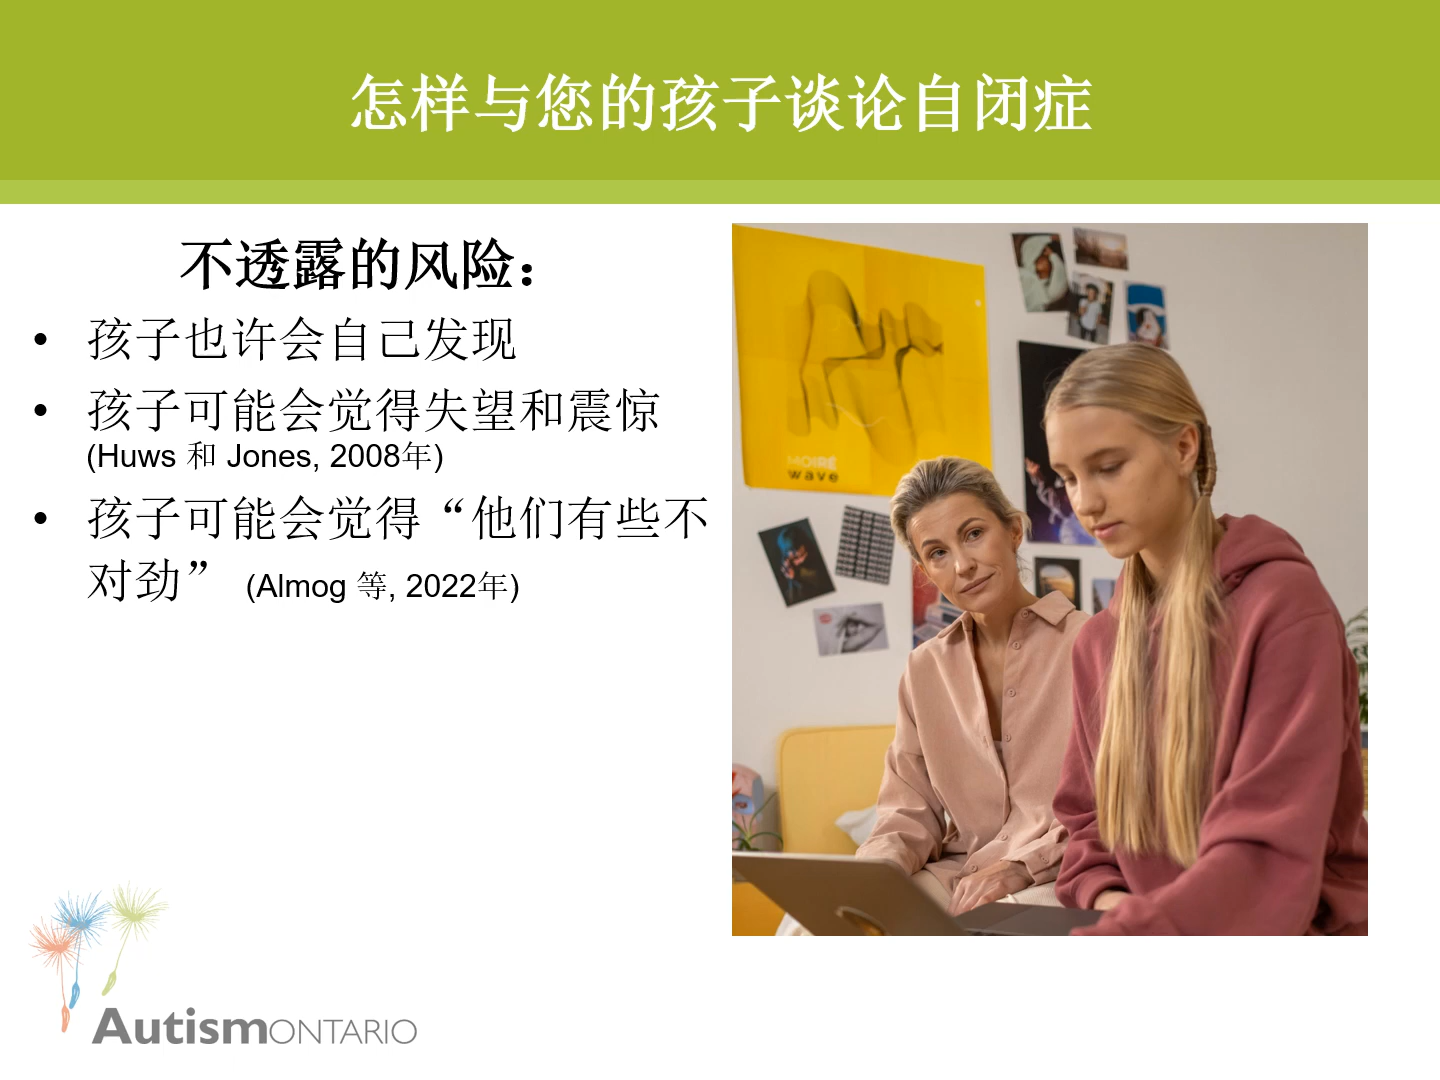 怎样与您的孩子谈论自闭症
不透露的风险：
• 孩子也许会自己发现
• 孩子可能会觉得失望和震惊
(Huws 和 Jones, 2008年)
• 孩子可能会觉得“他们有些不
对劲” (Almog 等, 2022年)
MOIRÉ
wave
Autism ONTARIO